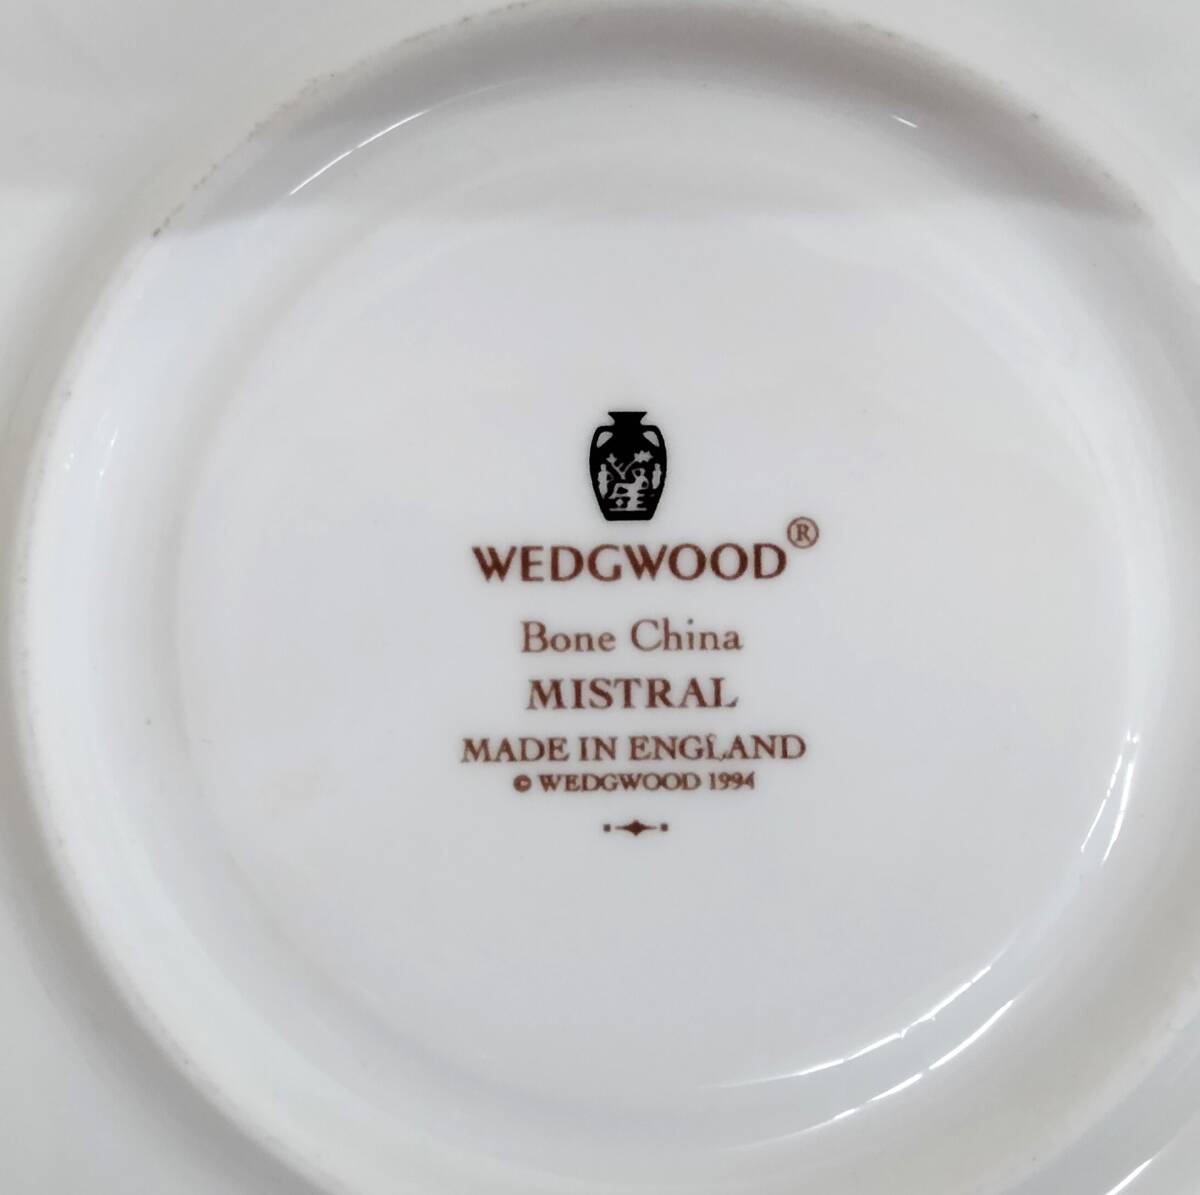 WEDGWOOD®
Bone China
MISTRAL
MADE IN ENGLAND
© WEDGWOOD 1994